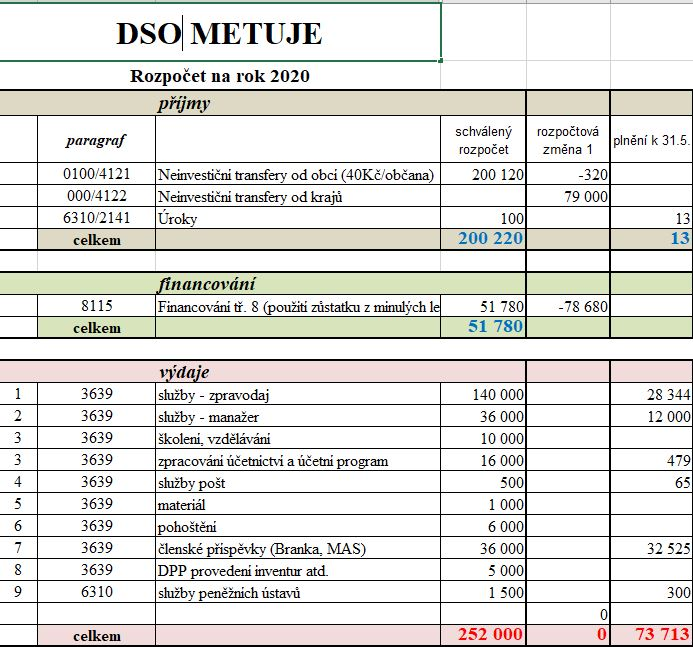 DSO METUJE
Rozpočet na rok 2020
příjmy
paragraf schválený rozpočet rozpočtová změna 1 plnění k 31.5.
0100/4121 Neinvestiční transfery od obcí (40Kč/občana) 200 120 -320
000/4122 Neinvestiční transfery od krajů 79 000
6310/2141 Úroky 100 13
celkem 200 220 13
financování
8115 Financování tř. 8 (použití zůstatku z minulých le 51 780 -78 680
celkem 51 780
výdaje
1 3639 služby - zpravodaj 140 000 28 344
2 3639 služby - manažer 36 000 12 000
3 3639 školení, vzdělávání 10 000
3 3639 zpracování účetnictví a účetní program 16 000 479
4 3639 služby pošt 500 65
5 3639 materiál 1 000
6 3639 pohoštění 6 000
7 3639 členské příspěvky (Branka, MAS) 36 000 32 525
8 3639 DPP provedení inventur atd. 5 000
9 6310 služby peněžních ústavů 1 500 300
0
celkem 252 000 0 73 713